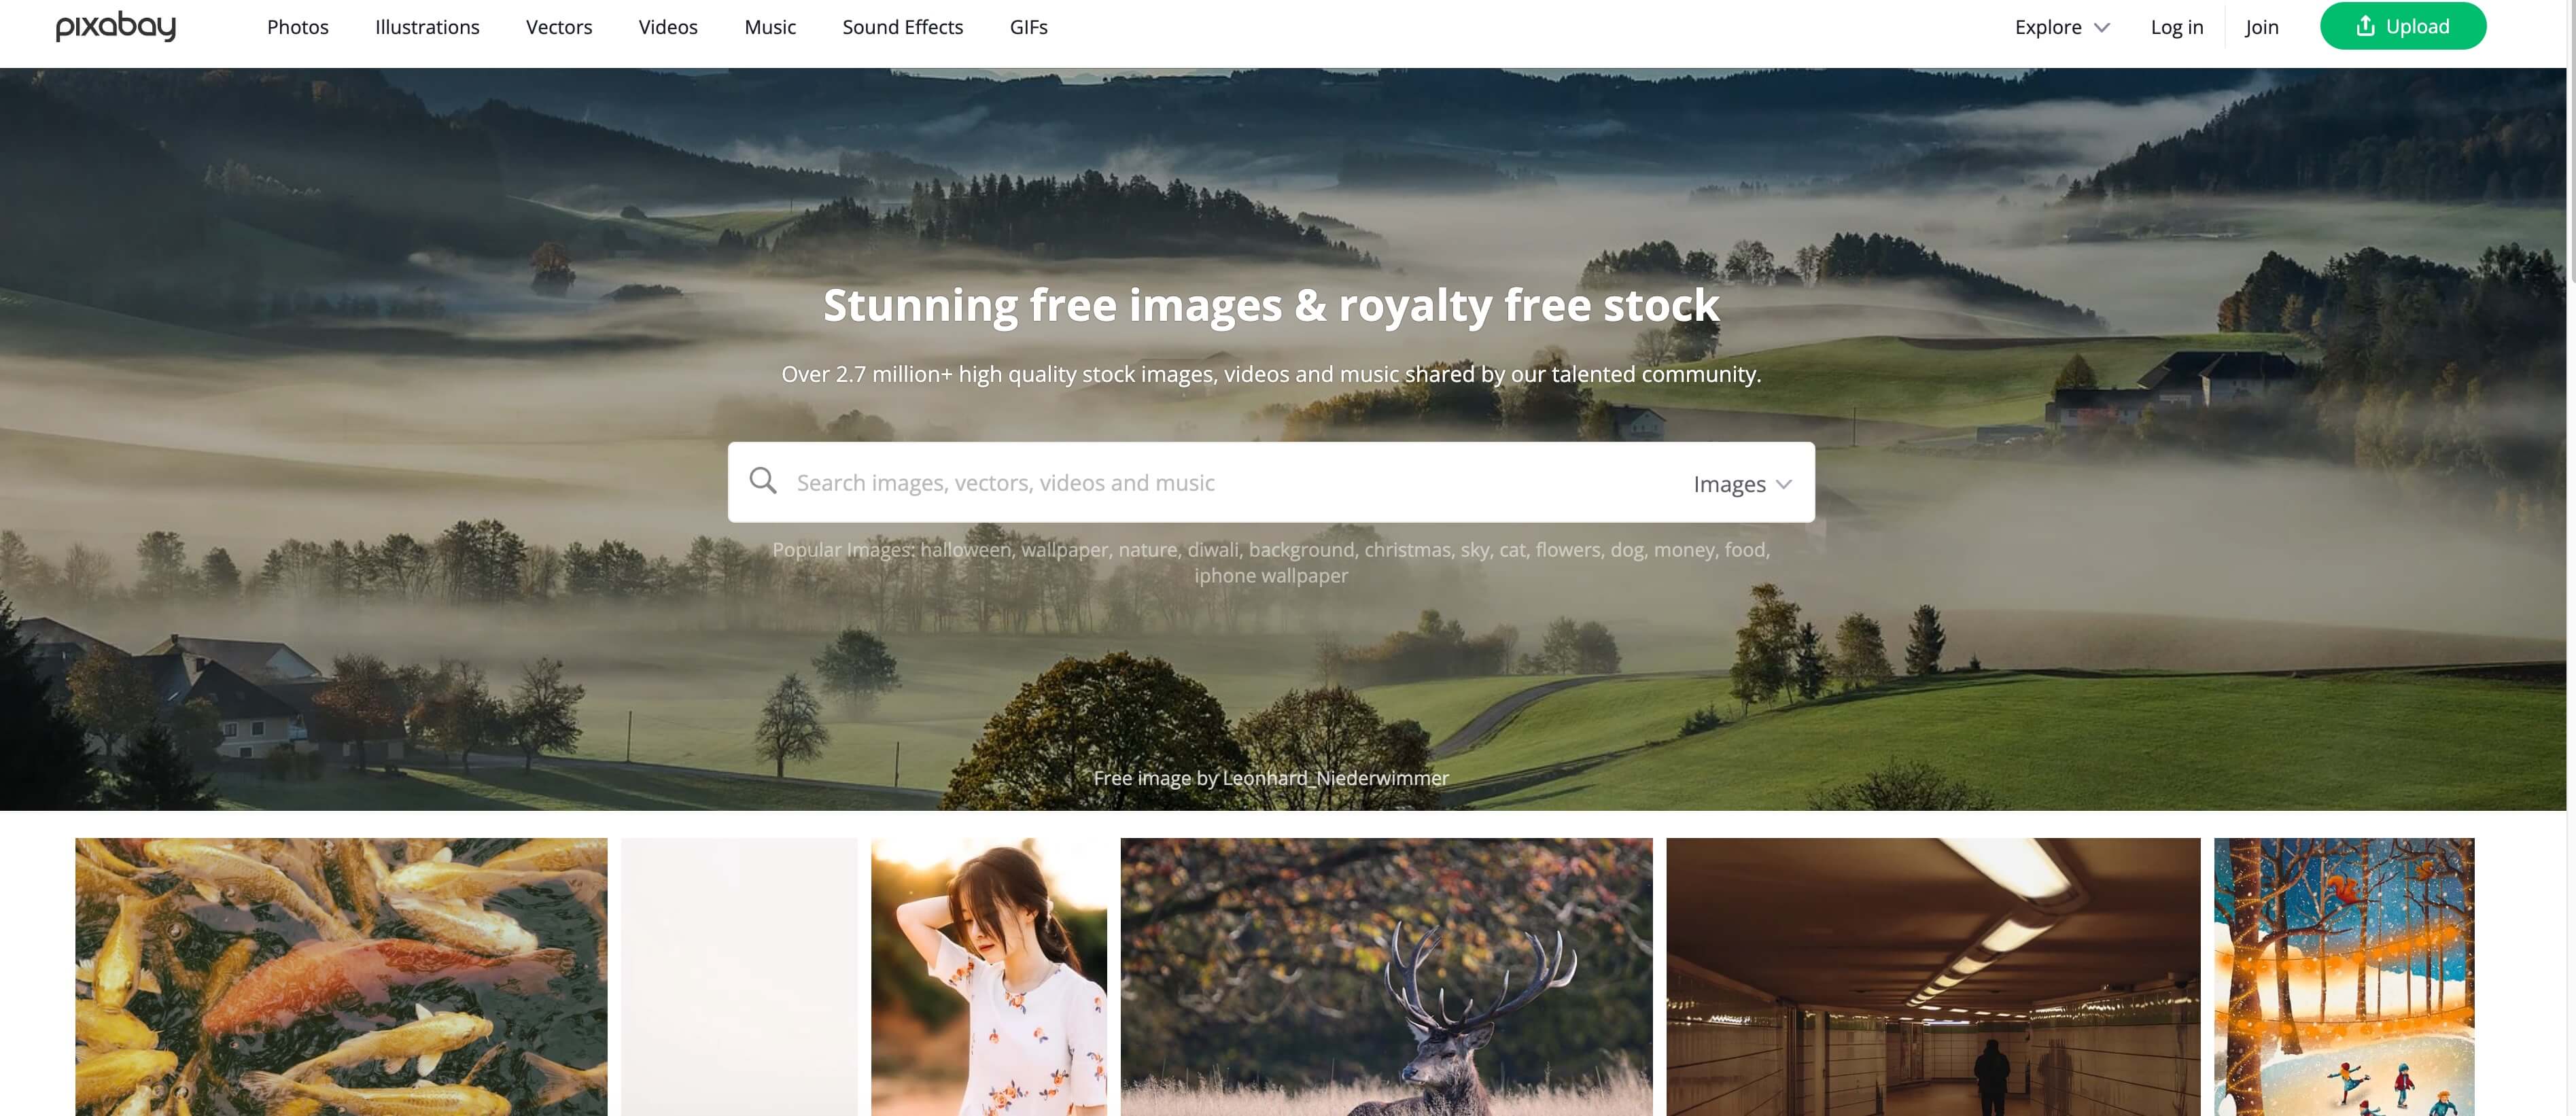 pixabay
Photos
Illustrations
Vectors
Videos
Music
Sound Effects
GIFs
Explore
Log in
Join
Upload
Stunning free images & royalty free stock
Over 2.7 million+ high quality stock images, videos and music shared by our talented community.
Search images, vectors, videos and music
Images
Popular Images: halloween, wallpaper, nature, diwali, background, christmas, sky, cat, flowers, dog, money, food,
iphone wallpaper
Free image by Leonhard_Niederwimmer